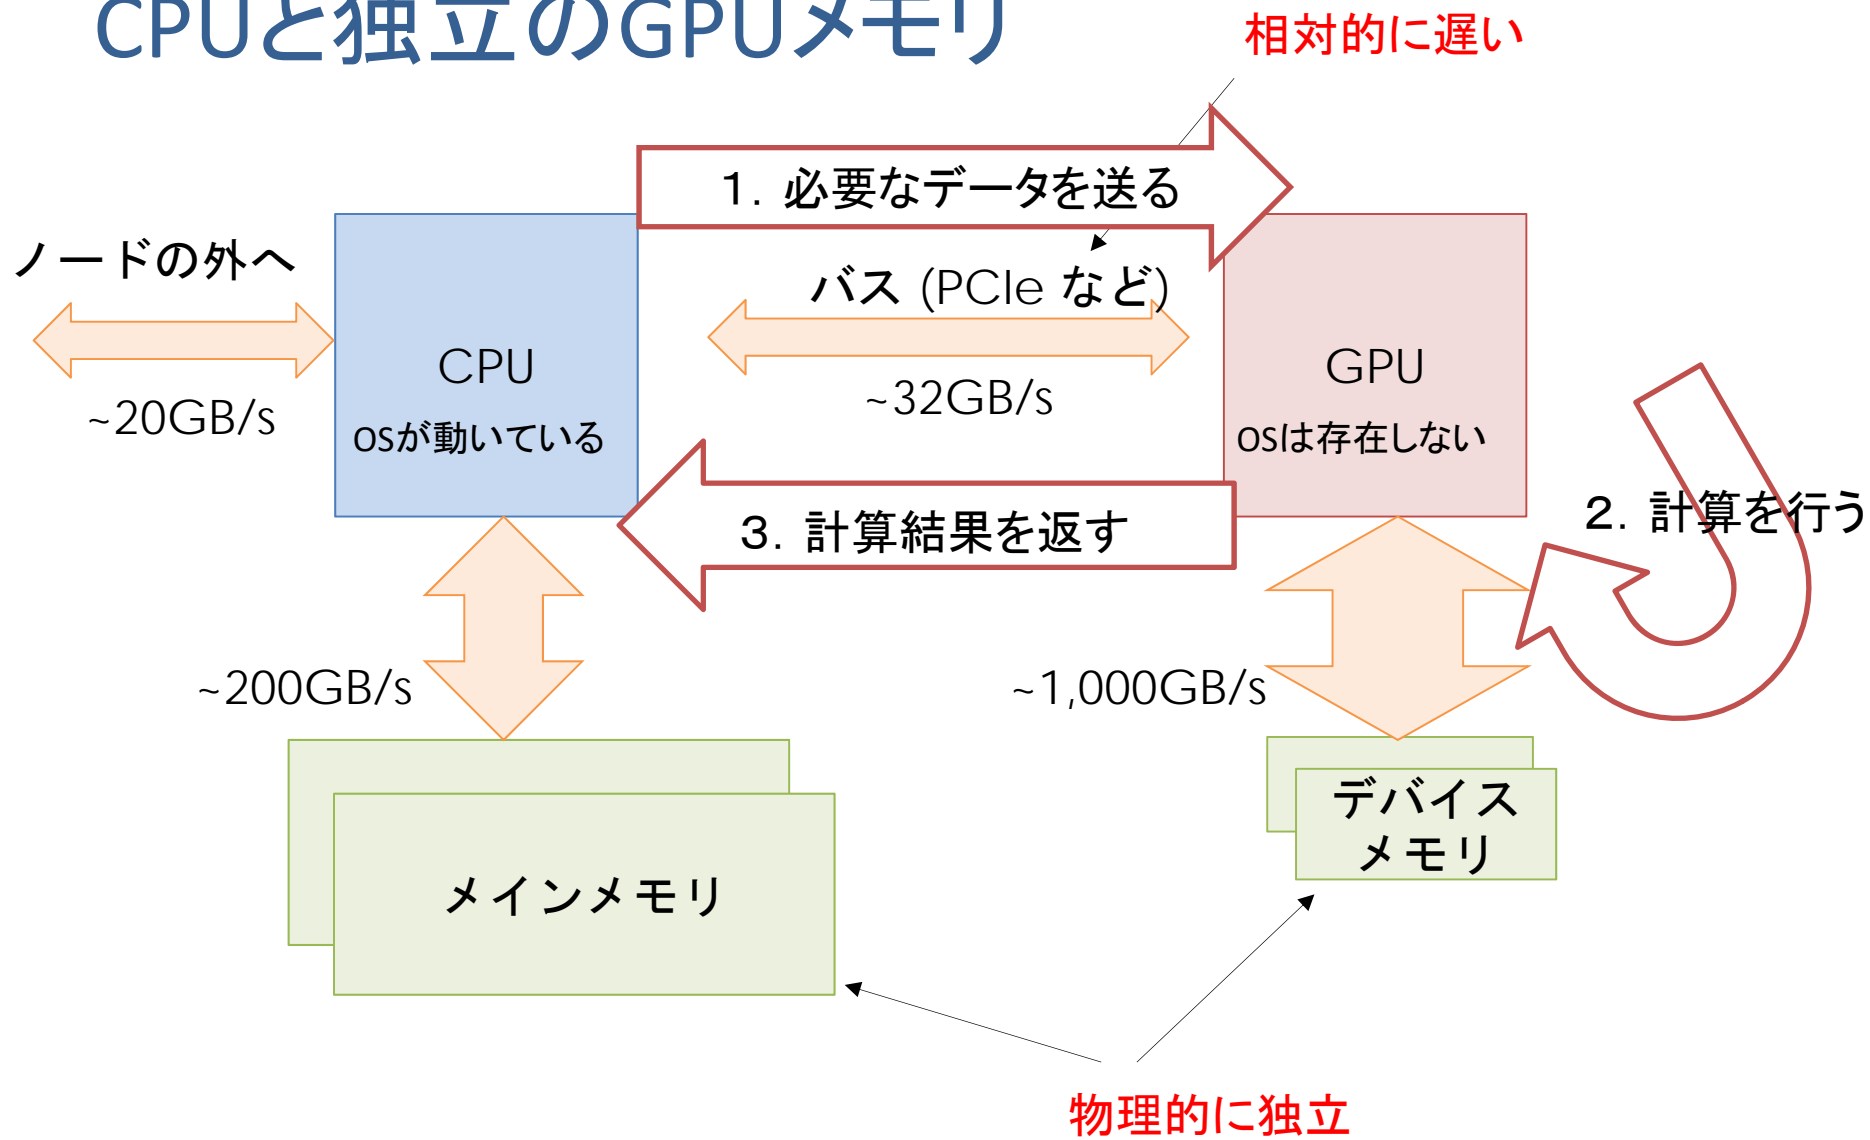 CPUと独立のGPUメモリ
相対的に遅い
１．必要なデータを送る
ノードの外へ
バス (PCIe など)
CPU
GPU
~32GB/s
~20GB/s
OSが動いている
OSは存在しない
２．計算を行う
３．計算結果を返す
~200GB/s
~1,000GB/s
デバイス
メモリ
メインメモリ
物理的に独立